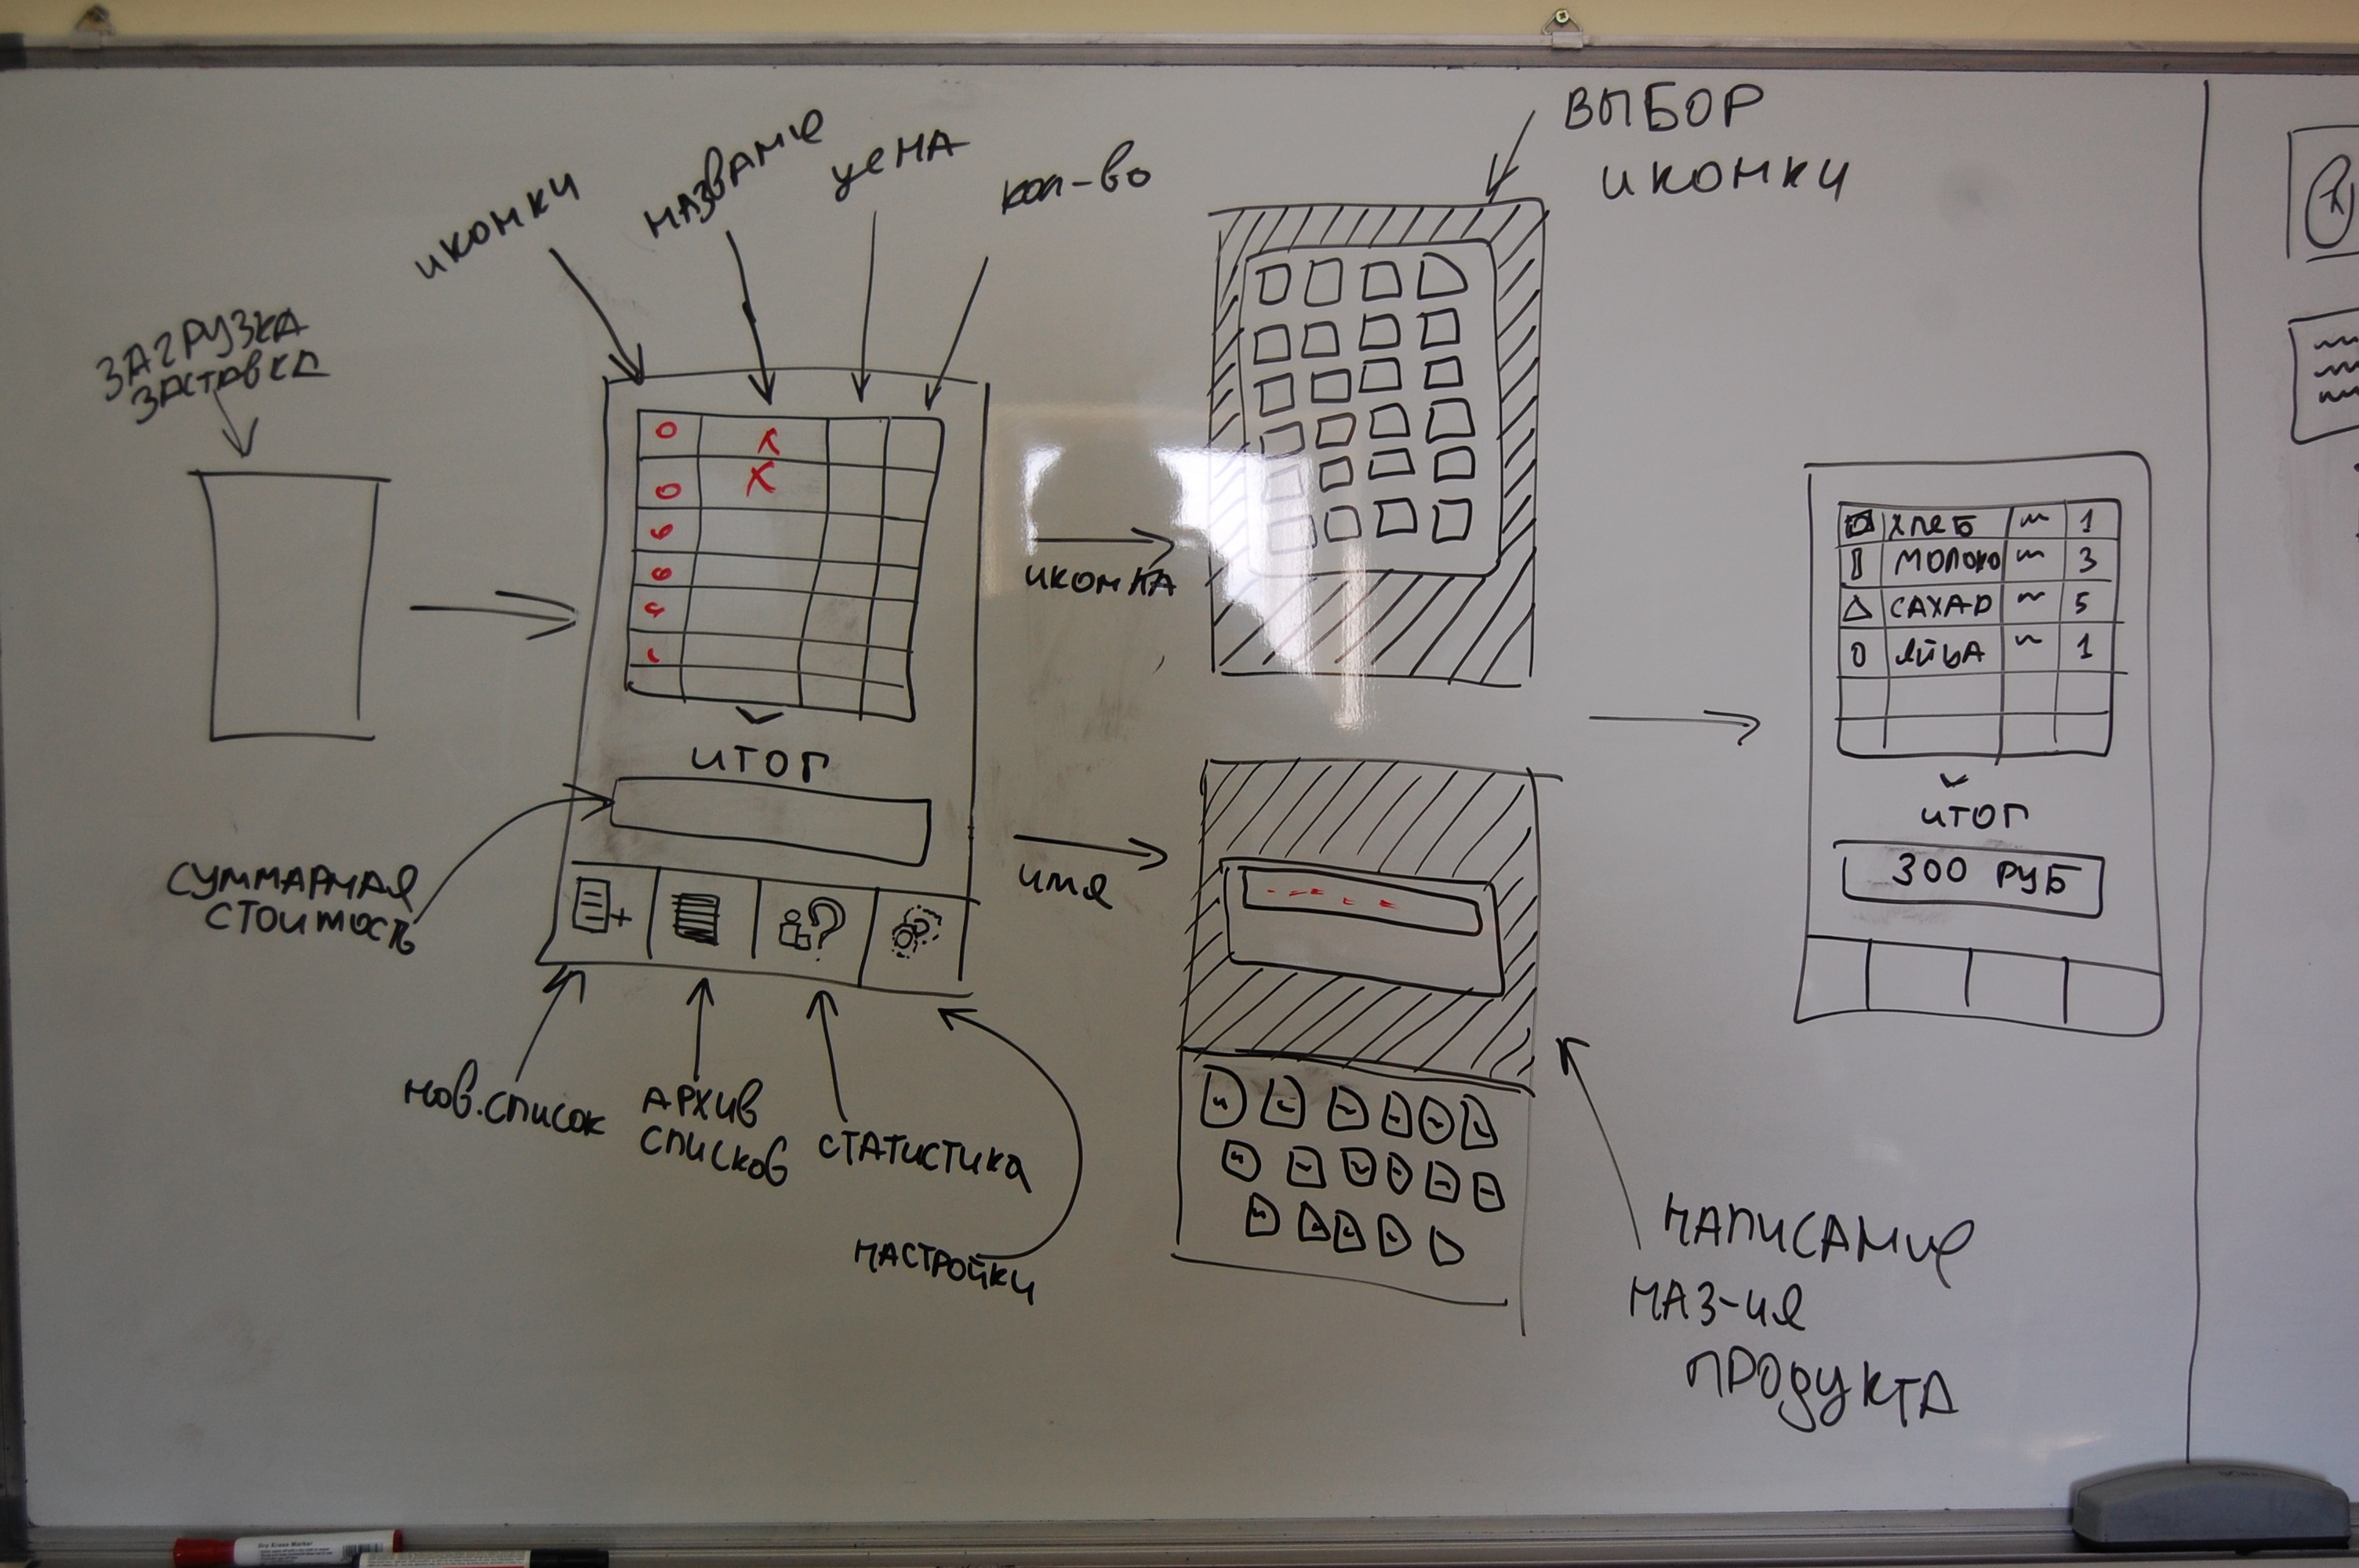 ВЫБОР
ИКОНКИ
ИКОНКИ
НАЗВАНИЕ
ЦЕНА
КОЛ-ВО
ЗАГРУЗКА
ЗАСТАВКА
ИТОГ
СУММАРНАЯ
СТОИМОСТЬ
НОВ.СПИСОК
АРХИВ
СПИСКОВ
СТАТИСТИКА
НАСТРОЙКИ
ИКОНКА
ИМЯ
НАПИСАНИЕ
НАЗ-ИЯ
ПРОДУКТА
ХЛЕБ 1
МОЛОКО 3
САХАР 5
ЯЙЦА 1
ИТОГ
300 РУБ
Dry Erase Marker